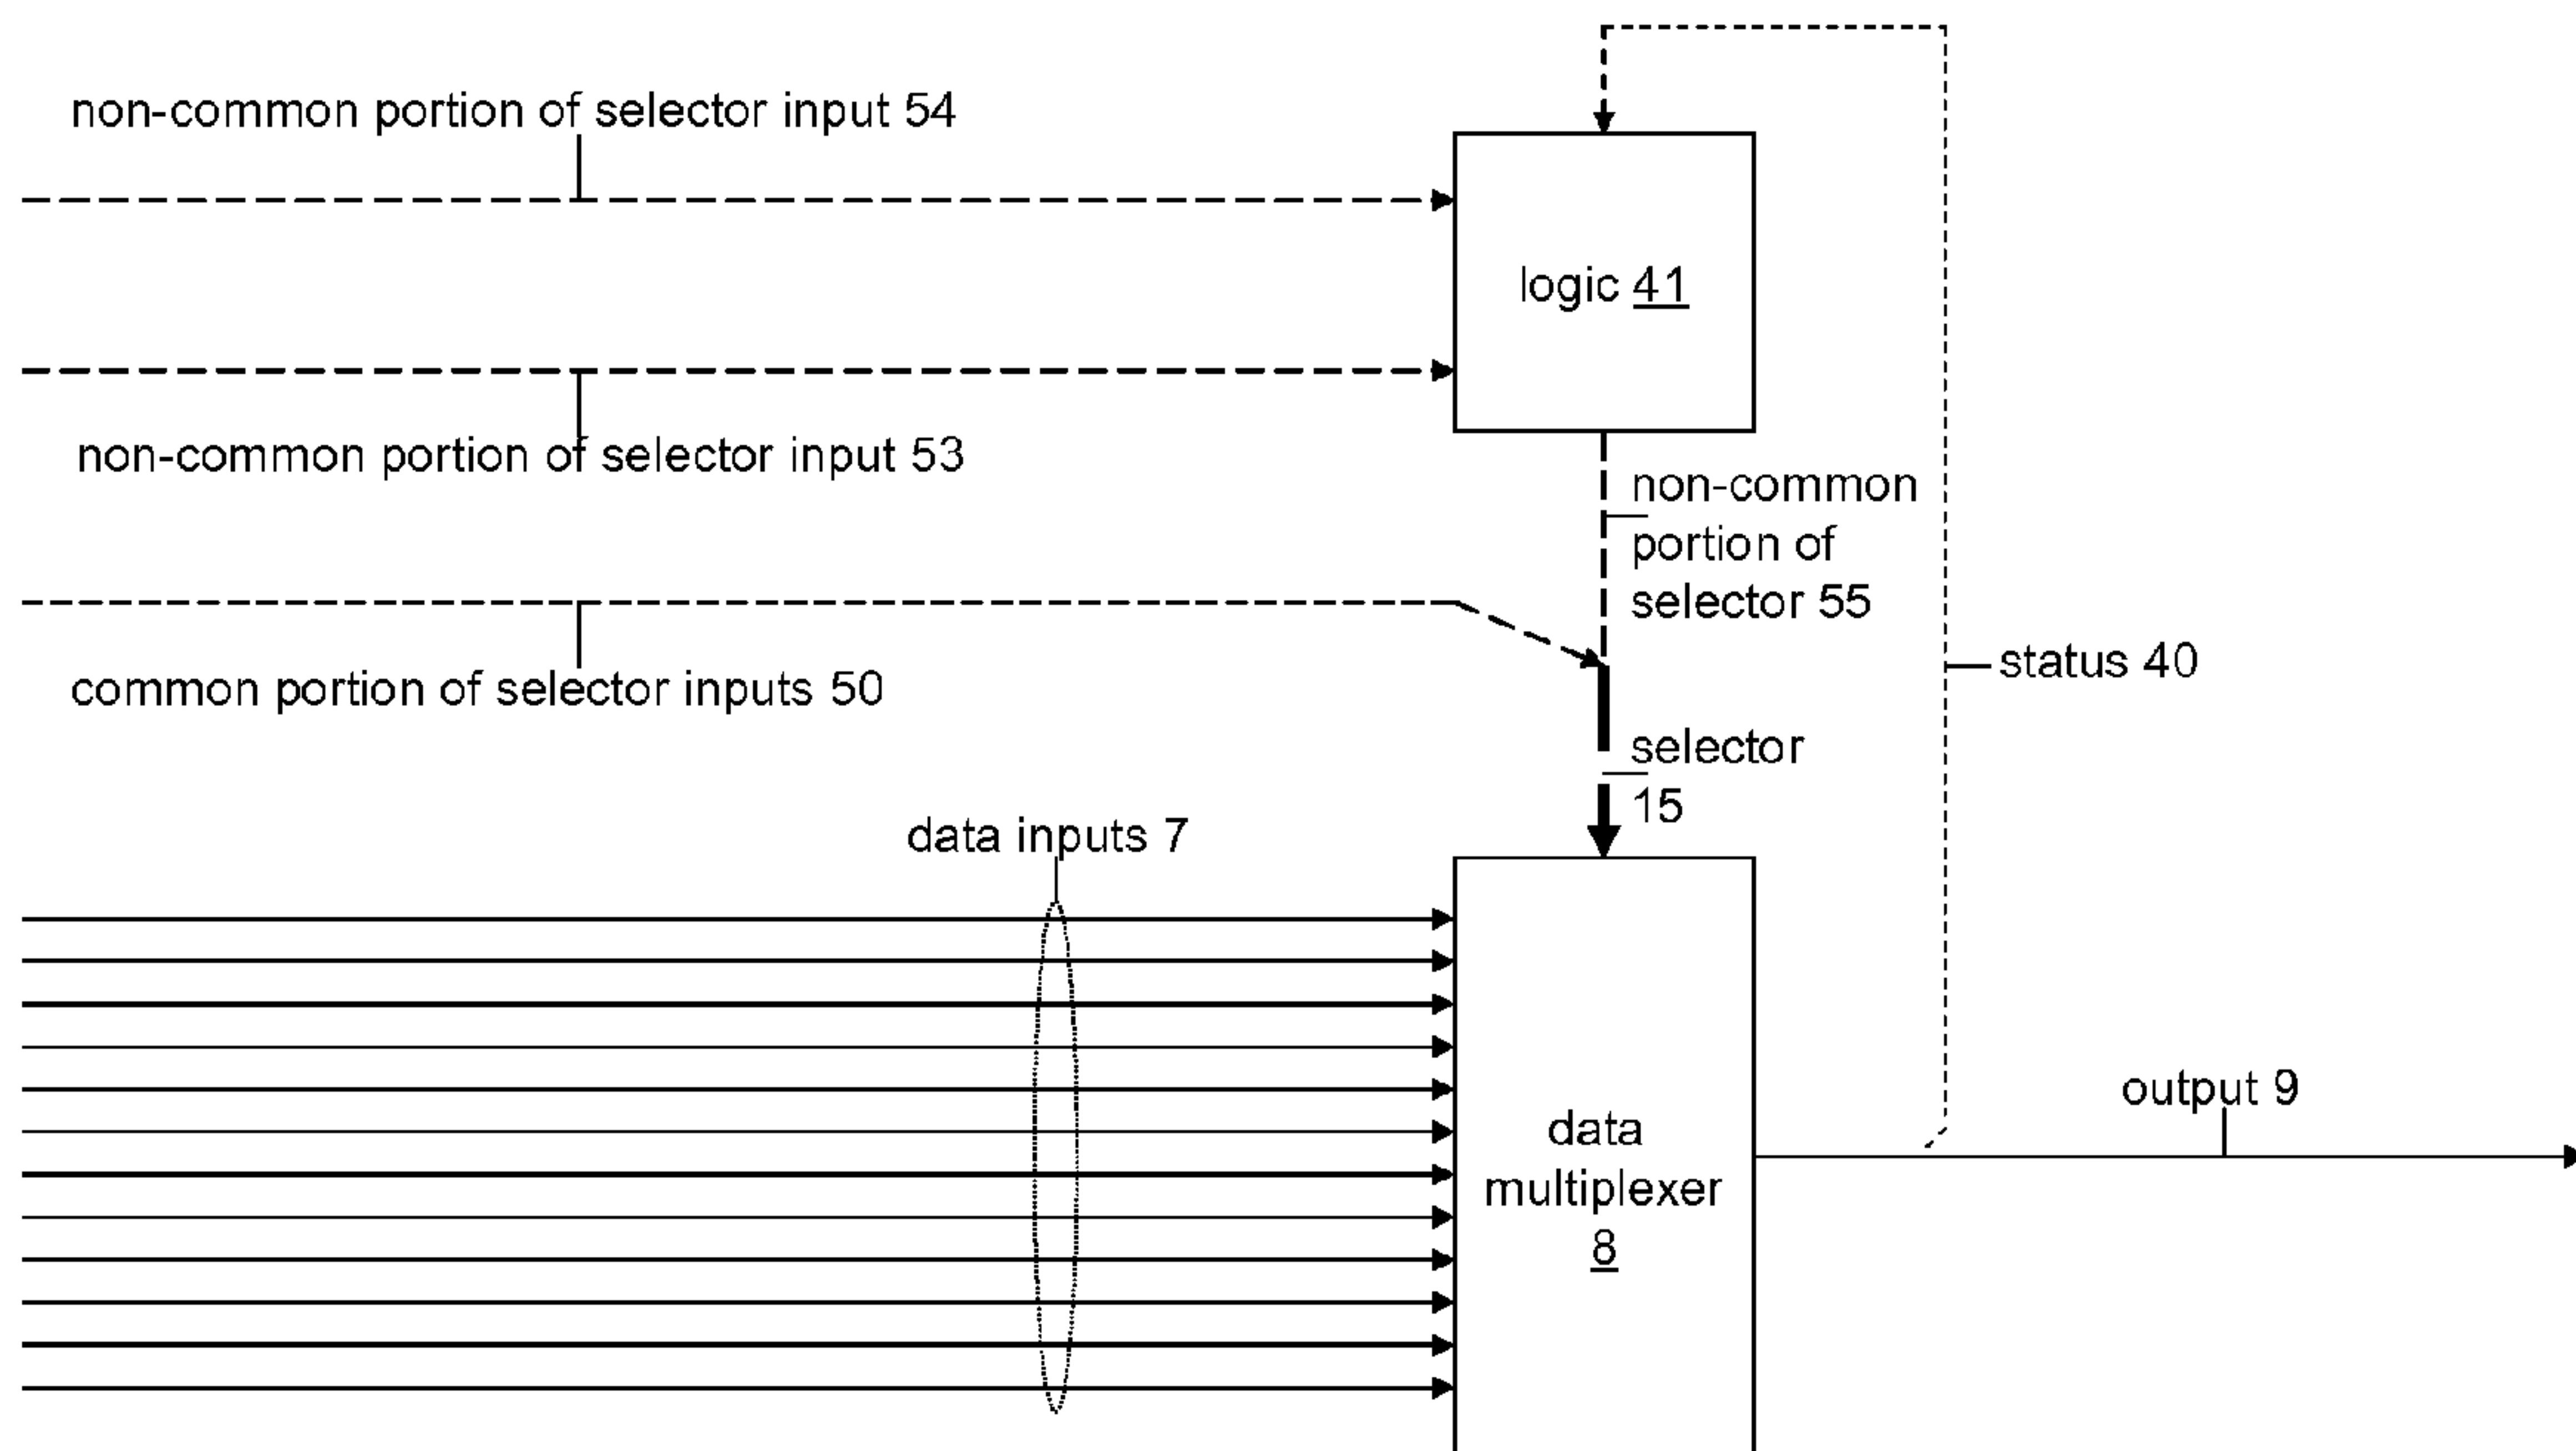 non-common portion of selector input 54
logic 41
non-common portion of selector input 53
non-common
portion of
selector 55
common portion of selector inputs 50
status 40
selector
15
data inputs 7
output 9
data
multiplexer
8